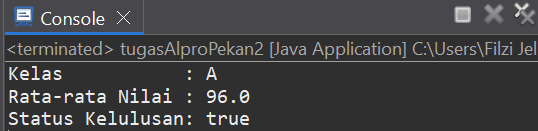 Console
<terminated> tugasAlproPekan2 [Java Application] C:\Users\Filzi Jel
Kelas          : A
Rata-rata Nilai : 96.0
Status Kelulusan: true